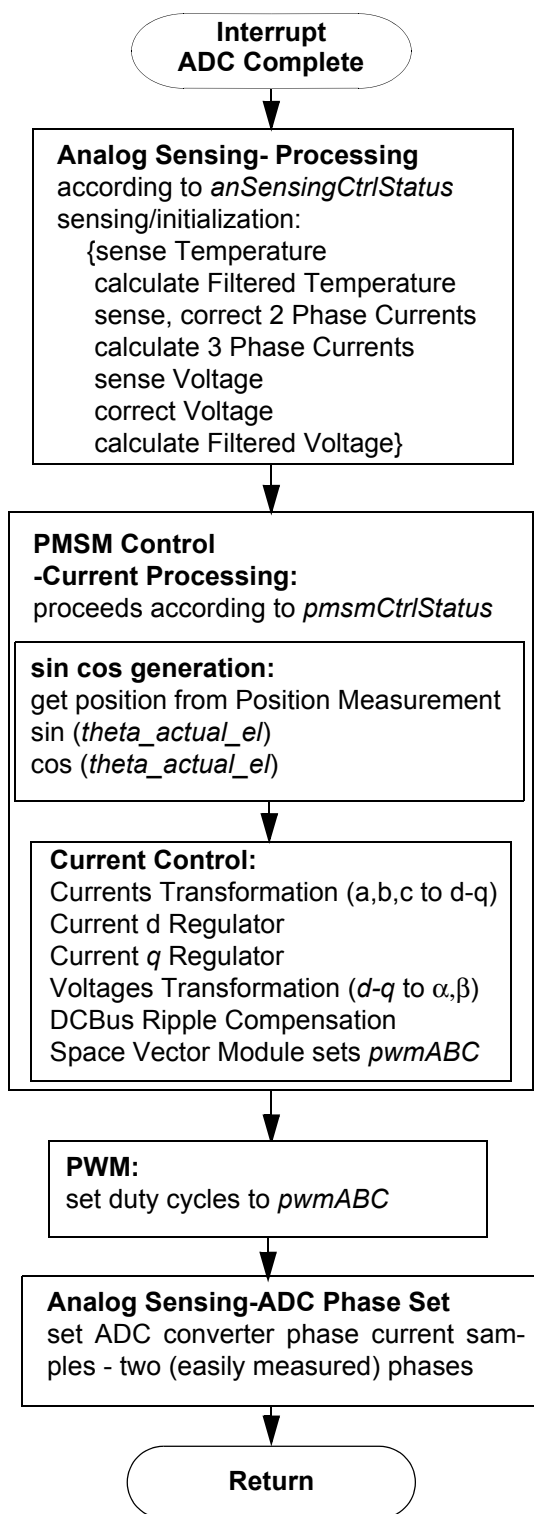 Interrupt
ADC Complete
Analog Sensing- Processing
according to anSensingCtrlStatus
sensing/initialization:
{sense Temperature
calculate Filtered Temperature
sense, correct 2 Phase Currents
calculate 3 Phase Currents
sense Voltage
correct Voltage
calculate Filtered Voltage}
PMSM Control
-Current Processing:
proceeds according to pmsmCtrlStatus
sin cos generation:
get position from Position Measurement
sin (theta_actual_el)
cos (theta_actual_el)
Current Control:
Currents Transformation (a,b,c to d-q)
Current d Regulator
Current q Regulator
Voltages Transformation (d-q to α,β)
DCBus Ripple Compensation
Space Vector Module sets pwmABC
PWM:
set duty cycles to pwmABC
Analog Sensing-ADC Phase Set
set ADC converter phase current sam-
ples - two (easily measured) phases
Return